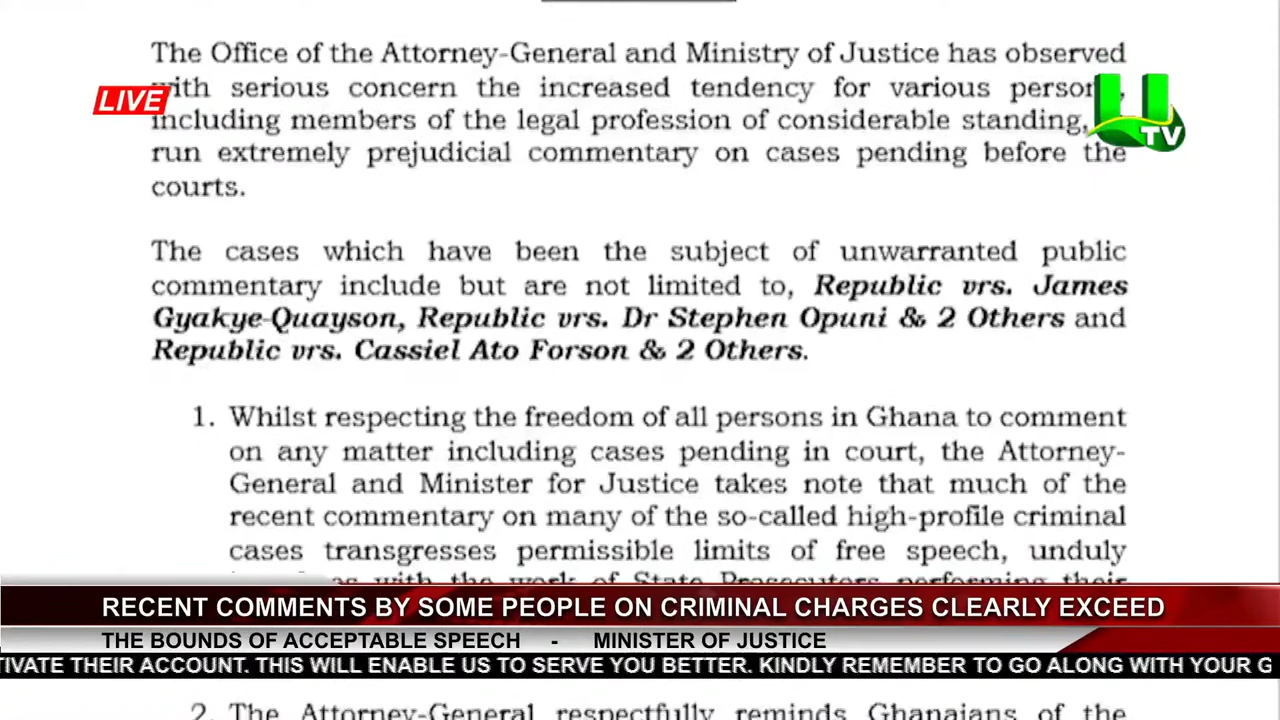 The Office of the Attorney-General and Ministry of Justice has observed
with serious concern the increased tendency for various
LIVE
U
TV
including members of the legal profession of considerable standing,
run extremely prejudicial commentary on cases pending before the
courts.
The cases which have been the subject of unwarranted public
commentary include but are not limited to, Republic vrs. James
Gyakye-Quayson, Republic vrs. Dr Stephen Opuni & 2 Others and
Republic vrs. Cassiel Ato Forson & 2 Others.
1. Whilst respecting the freedom of all persons in Ghana to comment
on any matter including cases pending in court, the Attorney-
General and Minister for Justice takes note that much of the
recent commentary on many of the so-called high-profile criminal
cases transgresses permissible limits of free speech, unduly
with the work of State Prosecutors performing their
RECENT COMMENTS BY SOME PEOPLE ON CRIMINAL CHARGES CLEARLY EXCEED
THE BOUNDS OF ACCEPTABLE SPEECH - MINISTER OF JUSTICE
TIVATE THEIR ACCOUNT. THIS WILL ENABLE US TO SERVE YOU BETTER. KINDLY REMEMBER TO GO ALONG WITH YOUR G
2. The Attorney-General respectfully reminds Ghanaians of the